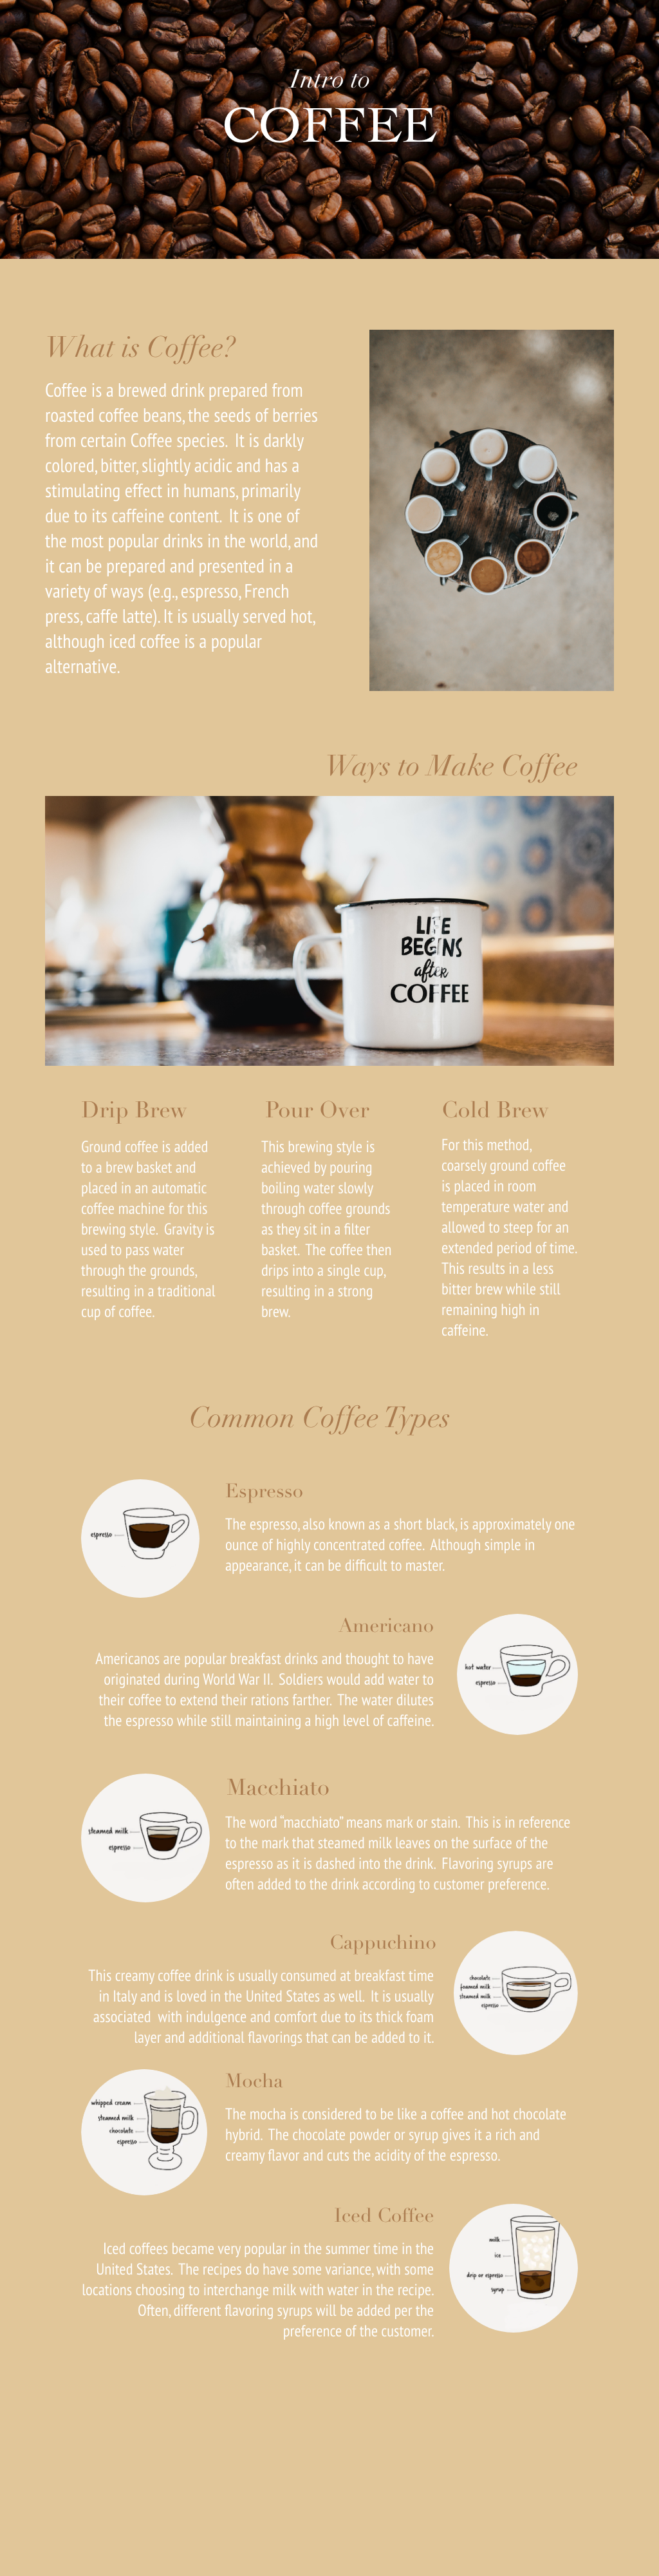 Intro to
COFFEE
What is Coffee?
Coffee is a brewed drink prepared from
roasted coffee beans, the seeds of berries
from certain Coffee species. It is darkly
colored, bitter, slightly acidic and has a
stimulating effect in humans, primarily
due to its caffeine content. It is one of
the most popular drinks in the world, and
it can be prepared and presented in a
variety of ways (e.g., espresso, French
press, caffe latte). It is usually served hot,
although iced coffee is a popular
alternative.
Ways to Make Coffee
LIFE
BEGINS
after
COFFEE
Drip Brew
Ground coffee is added
to a brew basket and
placed in an automatic
coffee machine for this
brewing style. Gravity is
used to pass water
through the grounds,
resulting in a traditional
cup of coffee.
Pour Over
This brewing style is
achieved by pouring
boiling water slowly
through coffee grounds
as they sit in a filter
basket. The coffee then
drips into a single cup,
resulting in a strong
brew.
Cold Brew
For this method,
coarsely ground coffee
is placed in room
temperature water and
allowed to steep for an
extended period of time.
This results in a less
bitter brew while still
remaining high in
caffeine.
Common Coffee Types
espresso
Espresso
The espresso, also known as a short black, is approximately one
ounce of highly concentrated coffee. Although simple in
appearance, it can be difficult to master.
Americano
Americanos are popular breakfast drinks and thought to have
originated during World War II. Soldiers would add water to
their coffee to extend their rations farther. The water dilutes
the espresso while still maintaining a high level of caffeine.
hot water
espresso
steamed milk
espresso
Macchiato
The word "macchiato" means mark or stain. This is in reference
to the mark that steamed milk leaves on the surface of the
espresso as it is dashed into the drink. Flavoring syrups are
often added to the drink according to customer preference.
Cappuchino
This creamy coffee drink is usually consumed at breakfast time
in Italy and is loved in the United States as well. It is usually
associated with indulgence and comfort due to its thick foam
layer and additional flavorings that can be added to it.
chocolate
foamed milk
steamed milk
espresso
whipped cream
steamed milk
chocolate
espresso
Mocha
The mocha is considered to be like a coffee and hot chocolate
hybrid. The chocolate powder or syrup gives it a rich and
creamy flavor and cuts the acidity of the espresso.
Iced Coffee
Iced coffees became very popular in the summer time in the
United States. The recipes do have some variance, with some
locations choosing to interchange milk with water in the recipe.
Often, different flavoring syrups will be added per the
preference of the customer.
milk
ice
drip or espresso
syrup